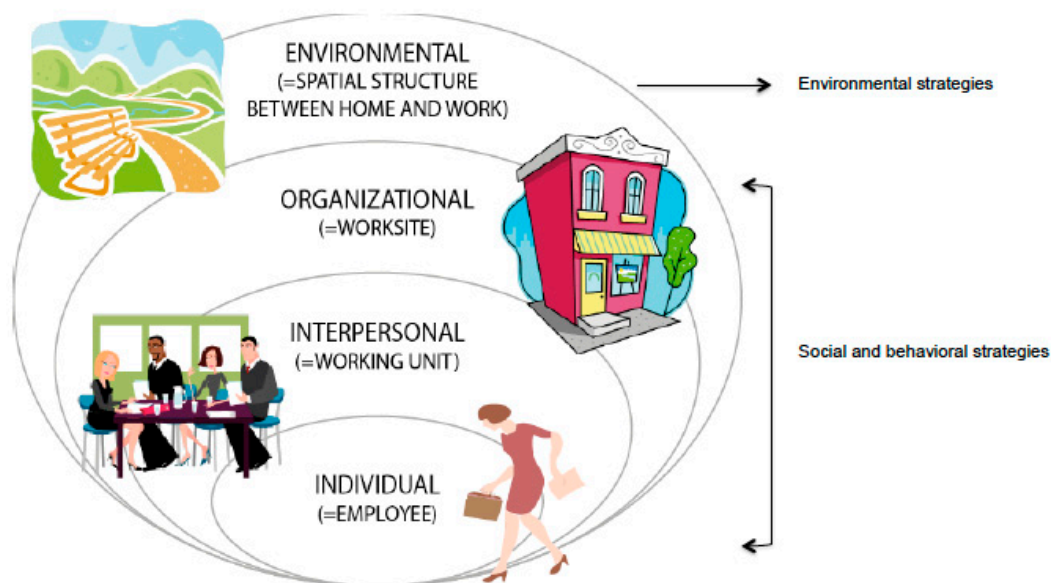 ENVIRONMENTAL
(=SPATIAL STRUCTURE
BETWEEN HOME AND WORK)
Environmental strategies
ORGANIZATIONAL
(=WORKSITE)
INTERPERSONAL
(=WORKING UNIT)
Social and behavioral strategies
INDIVIDUAL
(=EMPLOYEE)